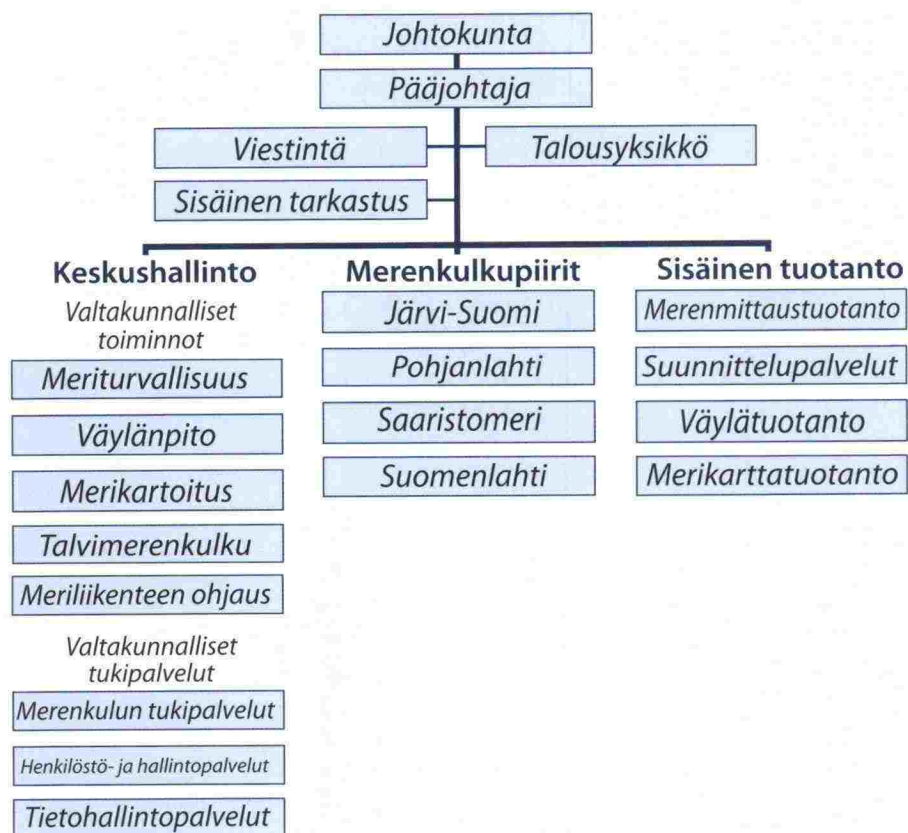 Johtokunta
Pääjohtaja
Viestintä
Talousyksikkö
Sisäinen tarkastus
Keskushallinto
Valtakunnalliset
toiminnot
Meriturvallisuus
Väylänpito
Merikartoitus
Talvimerenkulku
Meriliikenteen ohjaus
Valtakunnalliset
tukipalvelut
Merenkulun tukipalvelut
Henkilöstö- ja hallintopalvelut
Tietohallintopalvelut
Merenkulkupiirit
Järvi-Suomi
Pohjanlahti
Saaristomeri
Suomenlahti
Sisäinen tuotanto
Merenmittaustuotanto
Suunnittelupalvelut
Väylätuotanto
Merikarttatuotanto